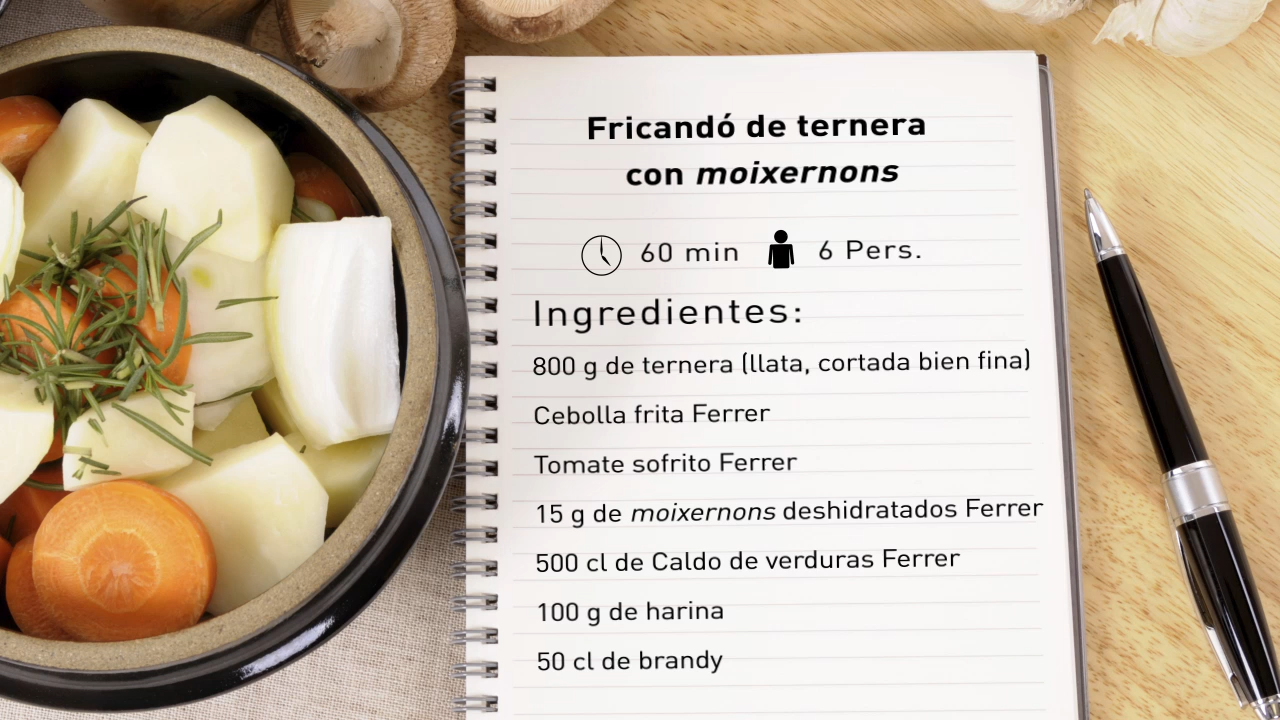 Fricandó de ternera
con moixernons
60 min 6 Pers.
Ingredientes:
800 g de ternera (llata, cortada bien fina)
Cebolla frita Ferrer
Tomate sofrito Ferrer
15 g de moixernons deshidratados Ferrer
500 cl de Caldo de verduras Ferrer
100 g de harina
50 cl de brandy